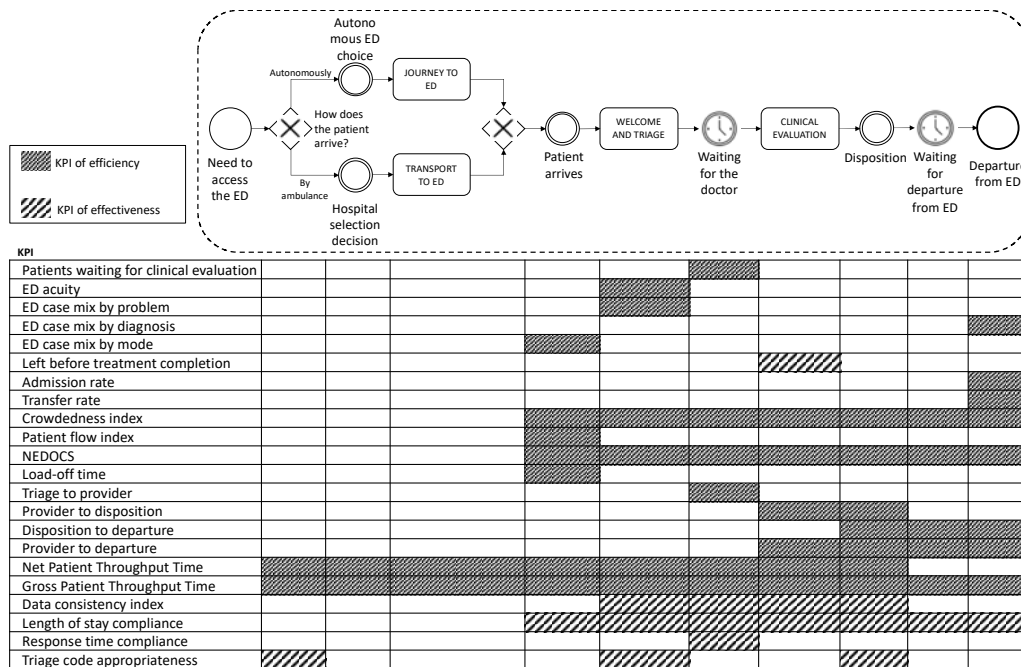 Autono
mous ED
choice
Autonomously
JOURNEY TO
ED
How does
the patient
arrive?
WELCOME
AND TRIAGE
CLINICAL
EVALUATION
KPI of efficiency
KPI of effectiveness
Need to
access
the ED
By
ambulance
TRANSPORT
TO ED
Hospital
selection
decision
Patient
arrives
Waiting
for the
doctor
Disposition
Waiting
for
departure
from ED
Departure
from ED
KPI
Patients waiting for clinical evaluation
ED acuity
ED case mix by problem
ED case mix by diagnosis
ED case mix by mode
Left before treatment completion
Admission rate
Transfer rate
Crowdedness index
Patient flow index
NEDOCS
Load-off time
Triage to provider
Provider to disposition
Disposition to departure
Provider to departure
Net Patient Throughput Time
Gross Patient Throughput Time
Data consistency index
Length of stay compliance
Response time compliance
Triage code appropriateness